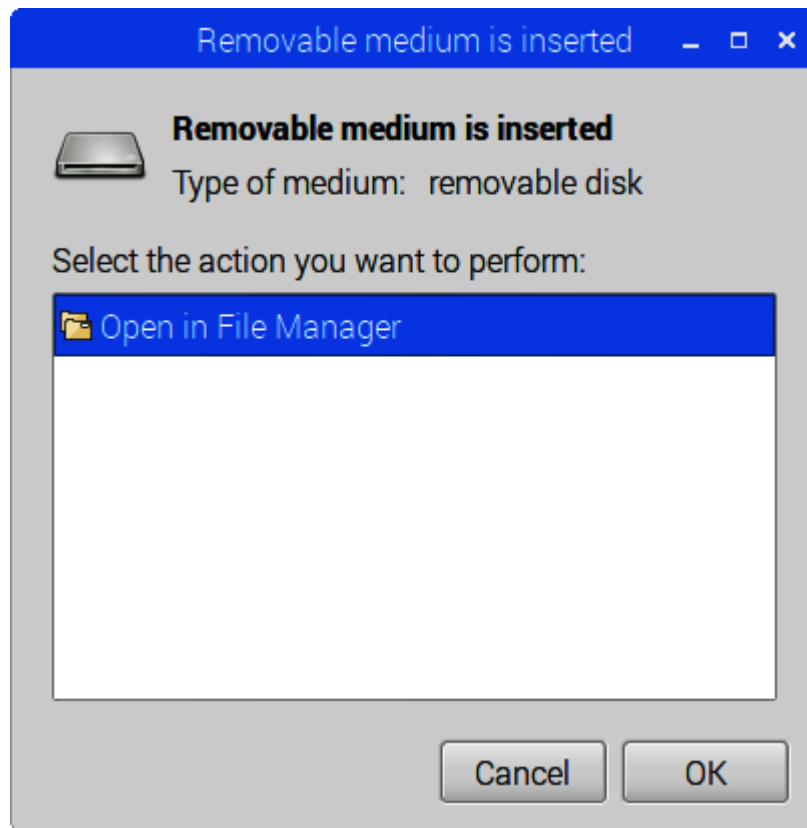 Removable medium is inserted
Removable medium is inserted
Type of medium: removable disk
Select the action you want to perform:
Open in File Manager
Cancel OK